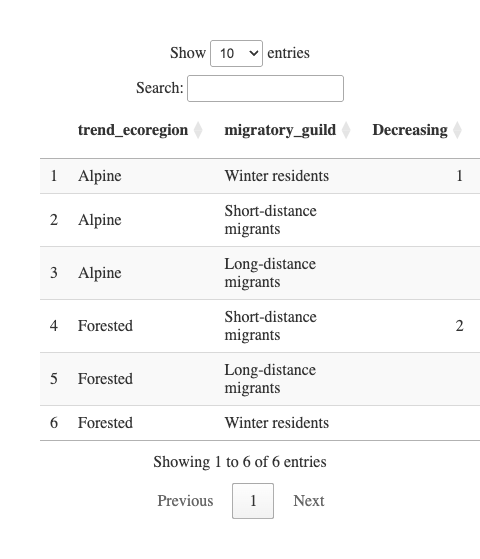 Show 10 entries
Search:
trend_ecoregion migratory_guild Decreasing
1 Alpine Winter residents 1
2 Alpine Short-distance
migrants
3 Alpine Long-distance
migrants
4 Forested Short-distance
migrants 2
5 Forested Long-distance
migrants
6 Forested Winter residents
Showing 1 to 6 of 6 entries
Previous 1 Next